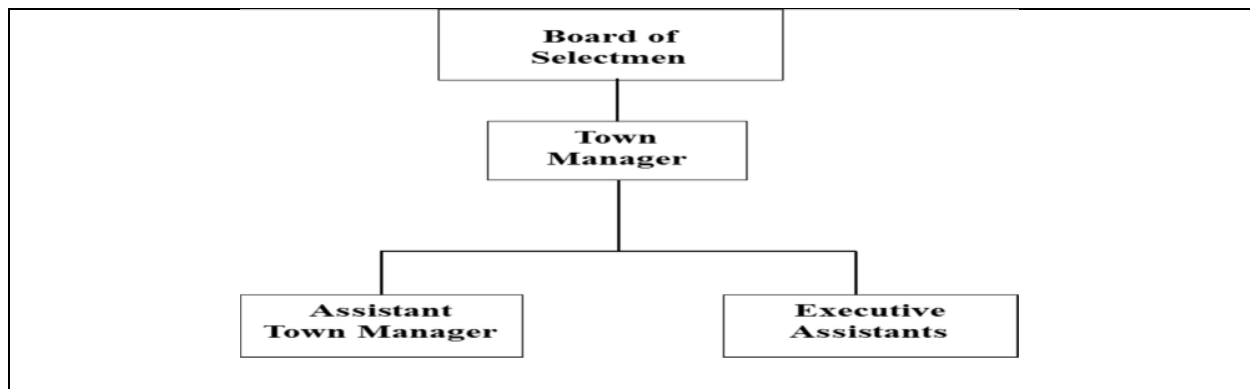 Board of
Selectmen
Town
Manager
Assistant
Town Manager
Executive
Assistants